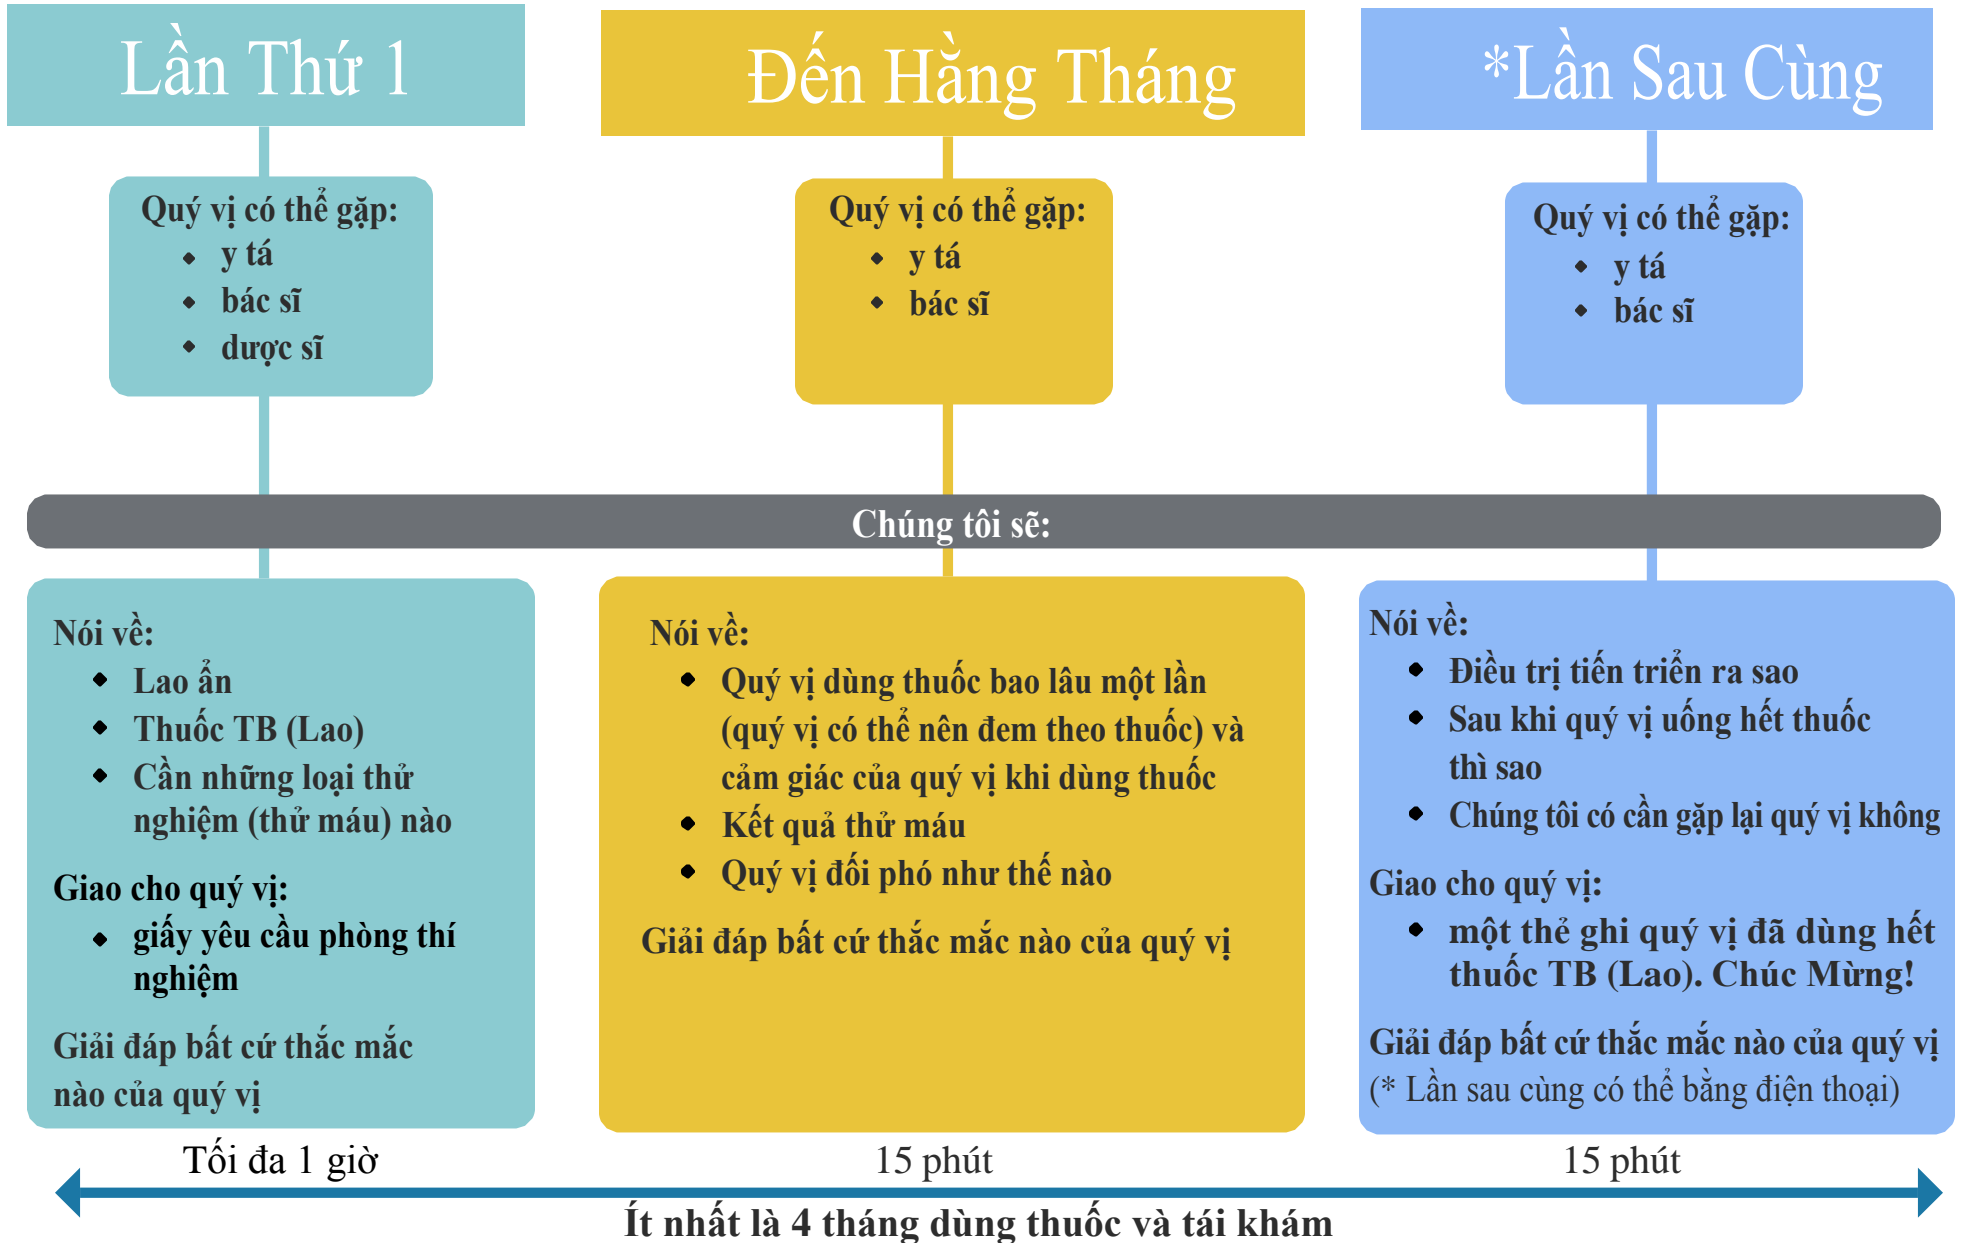 Lần Thứ 1
Quý vị có thể gặp:
y tá
bác sĩ
dược sĩ
Đến Hằng Tháng
Quý vị có thể gặp:
y tá
bác sĩ
*Lần Sau Cùng
Quý vị có thể gặp:
y tá
bác sĩ
Chúng tôi sẽ:
Nói về:
Lao ẩn
Thuốc TB (Lao)
Cần những loại thử
nghiệm (thử máu) nào
Giao cho quý vị:
giấy yêu cầu phòng thí
nghiệm
Giải đáp bất cứ thắc mắc
nào của quý vị
Tối đa 1 giờ
Nói về:
Quý vị dùng thuốc bao lâu một lần
(quý vị có thể nên đem theo thuốc) và
cảm giác của quý vị khi dùng thuốc
Kết quả thử máu
Quý vị đối phó như thế nào
Giải đáp bất cứ thắc mắc nào của quý vị
15 phút
Nói về:
Điều trị tiến triển ra sao
Sau khi quý vị uống hết thuốc
thì sao
Chúng tôi có cần gặp lại quý vị không
Giao cho quý vị:
một thẻ ghi quý vị đã dùng hết
thuốc TB (Lao). Chúc Mừng!
Giải đáp bất cứ thắc mắc nào của quý vị
(* Lần sau cùng có thể bằng điện thoại)
15 phút
Ít nhất là 4 tháng dùng thuốc và tái khám